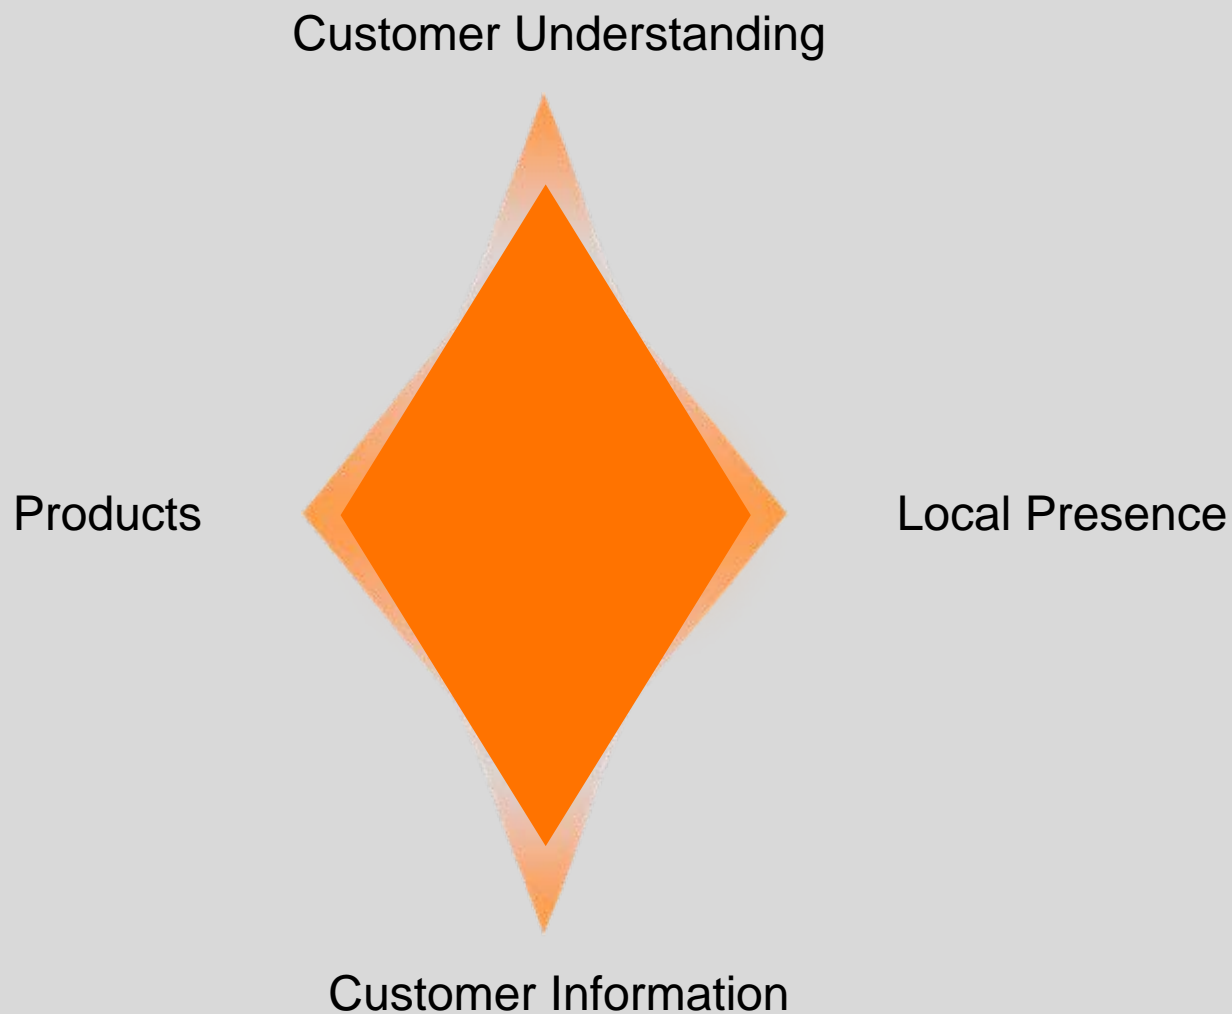 Customer Understanding
Products
Local Presence
Customer Information